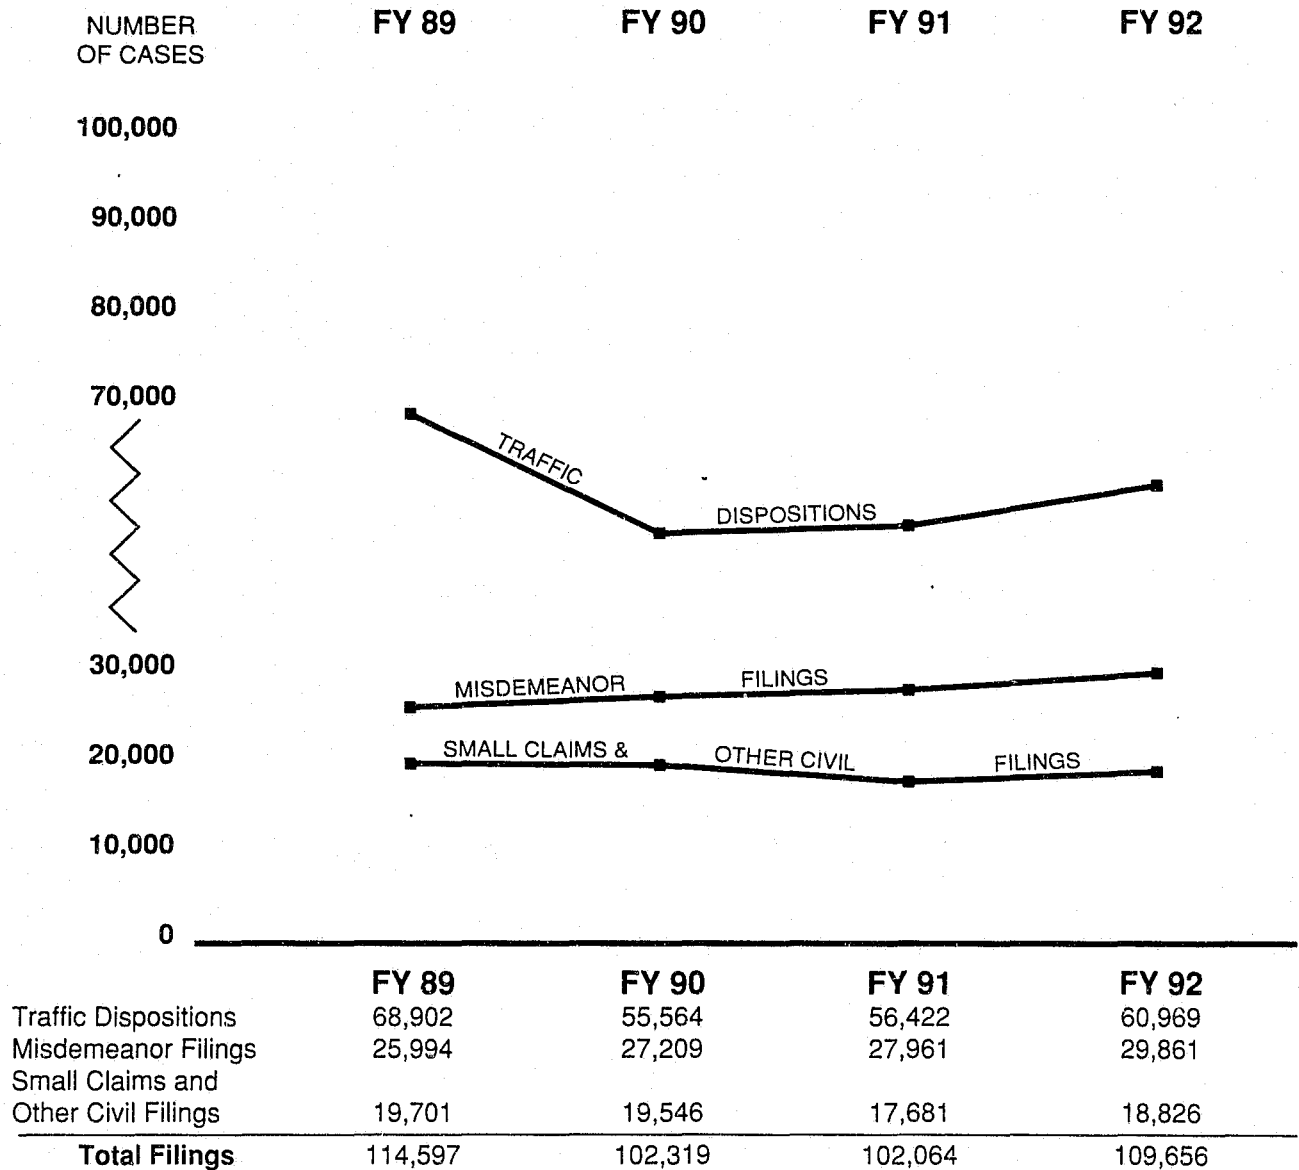 NUMBER
OF CASES
FY 89 FY 90 FY 91 FY 92
100,000
90,000
80,000
70,000
TRAFFIC
DISPOSITIONS
30,000
MISDEMEANOR FILINGS
20,000
SMALL CLAIMS & OTHER CIVIL FILINGS
10,000
0
FY 89 FY 90 FY 91 FY 92
Traffic Dispositions 68,902 55,564 56,422 60,969
Misdemeanor Filings 25,994 27,209 27,961 29,861
Small Claims and
Other Civil Filings 19,701 19,546 17,681 18,826
Total Filings 114,597 102,319 102,064 109,656